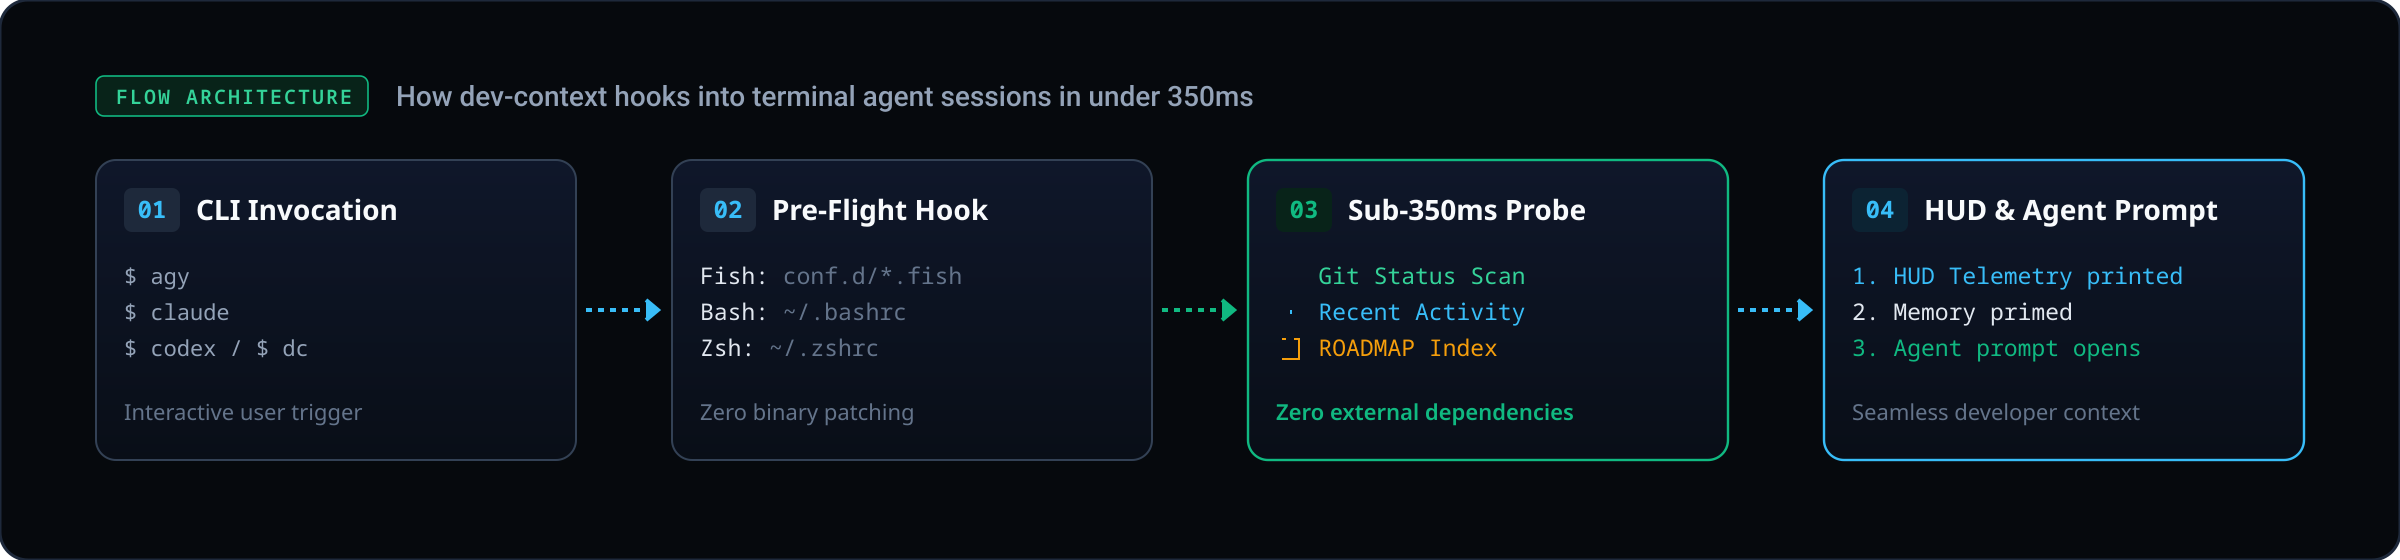 FLOW ARCHITECTURE
How dev-context hooks into terminal agent sessions in under 350ms
01 CLI Invocation
$ agy
$ claude
$ codex / $ dc
Interactive user trigger
02 Pre-Flight Hook
Fish: conf.d/*.fish
Bash: ~/.bashrc
Zsh: ~/.zshrc
Zero binary patching
03 Sub-350ms Probe
Git Status Scan
Recent Activity
ROADMAP Index
Zero external dependencies
04 HUD & Agent Prompt
1. HUD Telemetry printed
2. Memory primed
3. Agent prompt opens
Seamless developer context